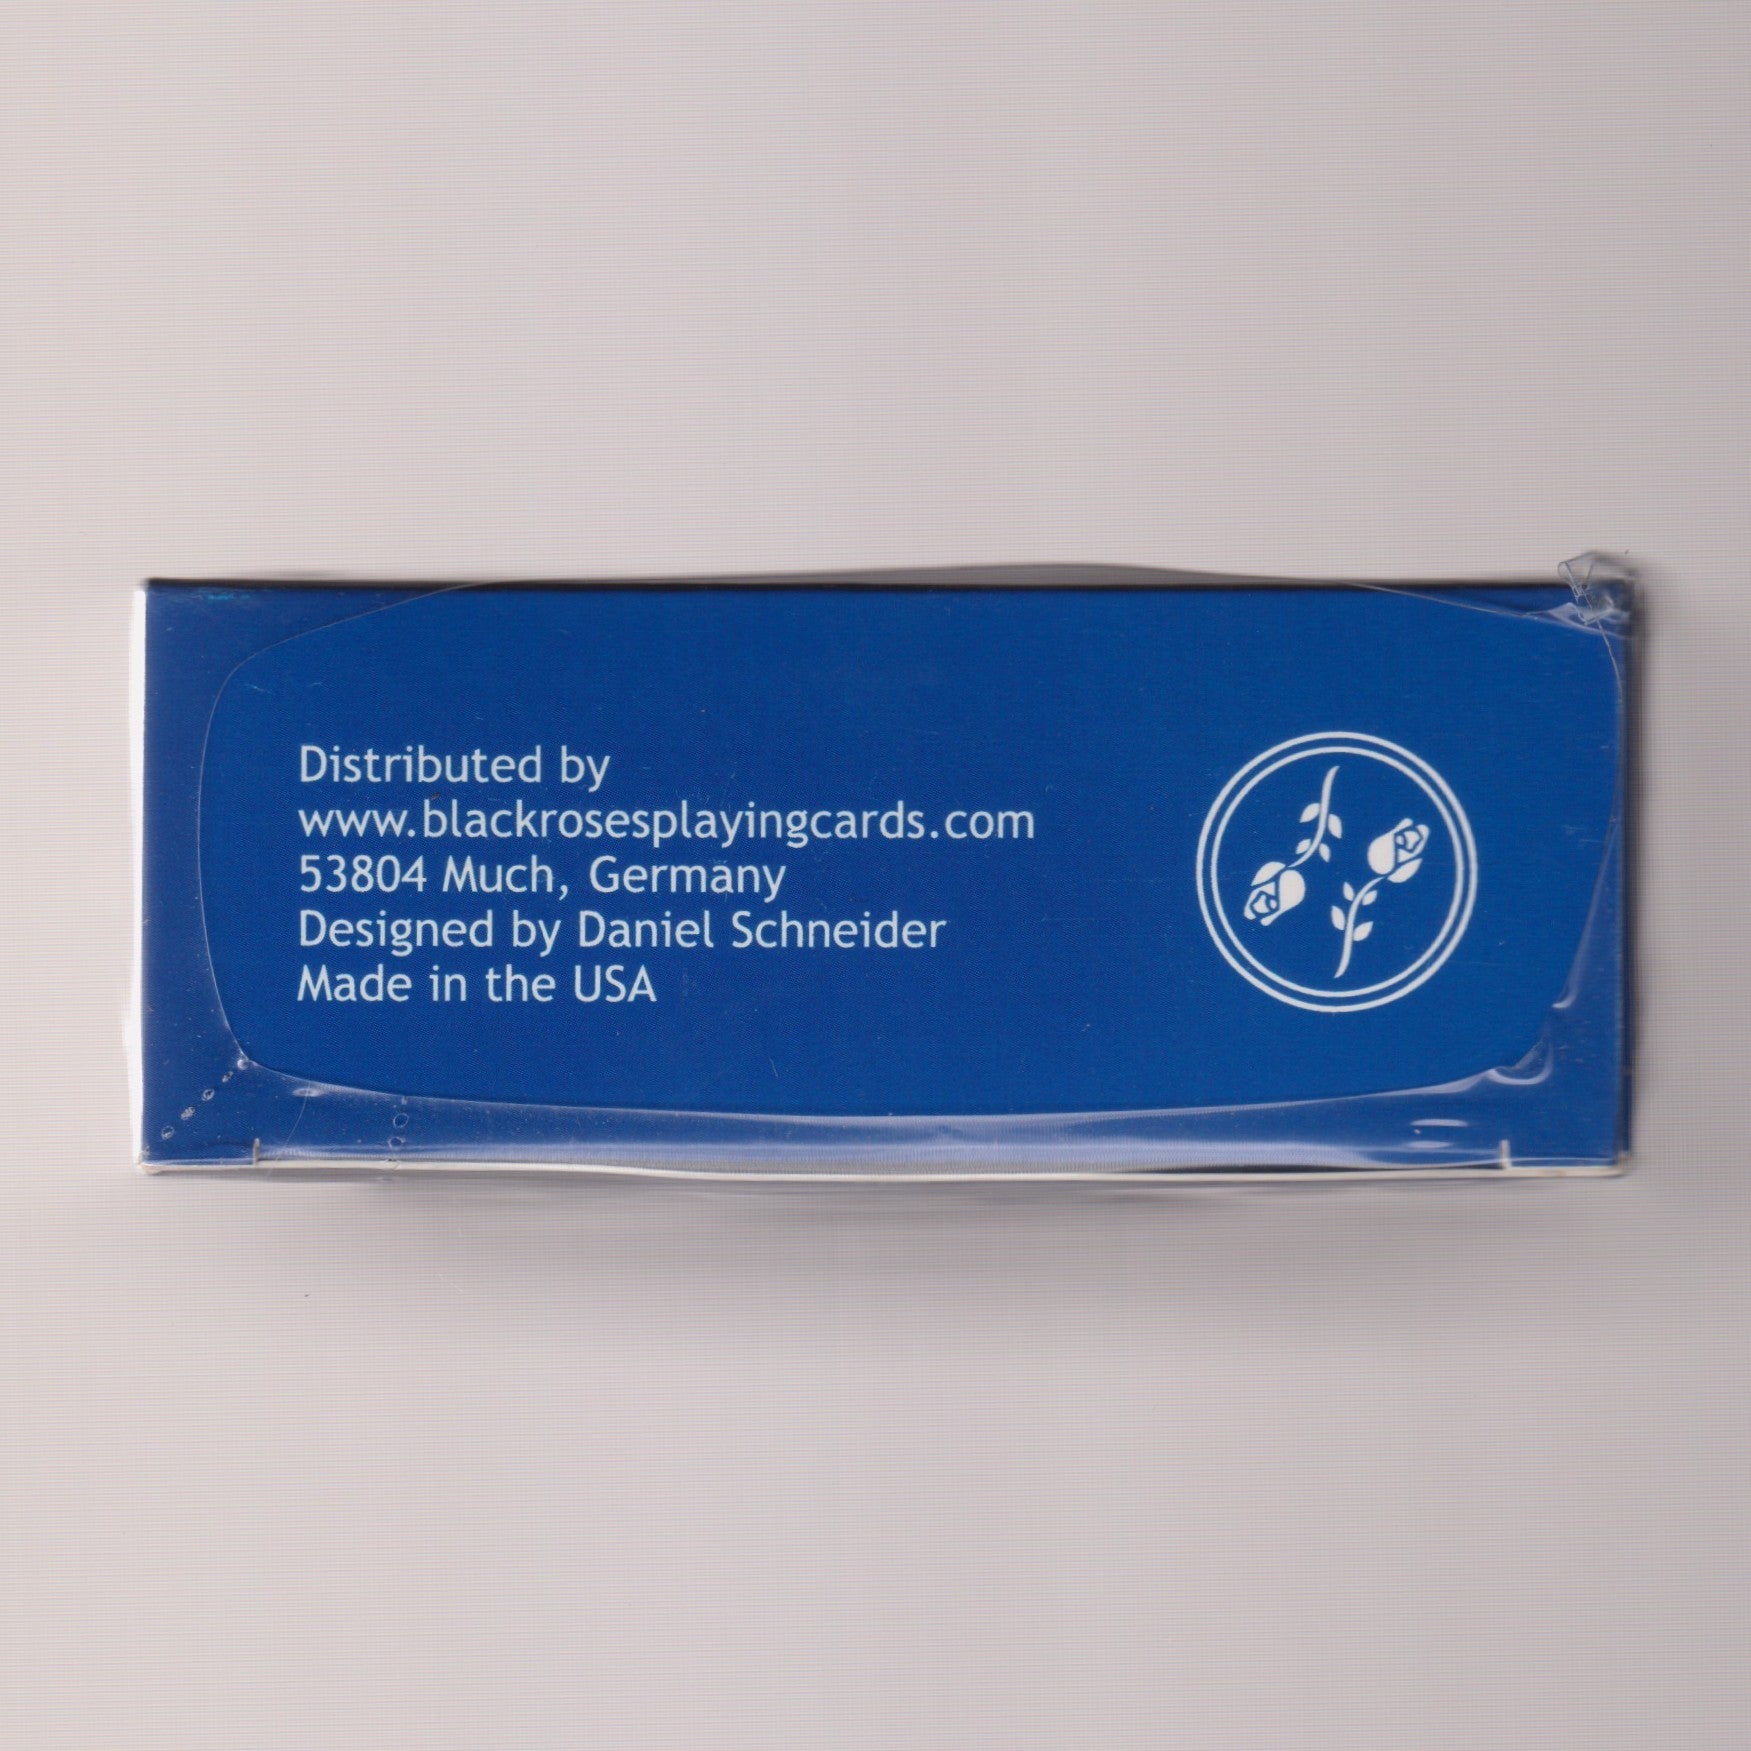 Distributed by
www.blackrosesplayingcards.com
53804 Much, Germany
Designed by Daniel Schneider
Made in the USA